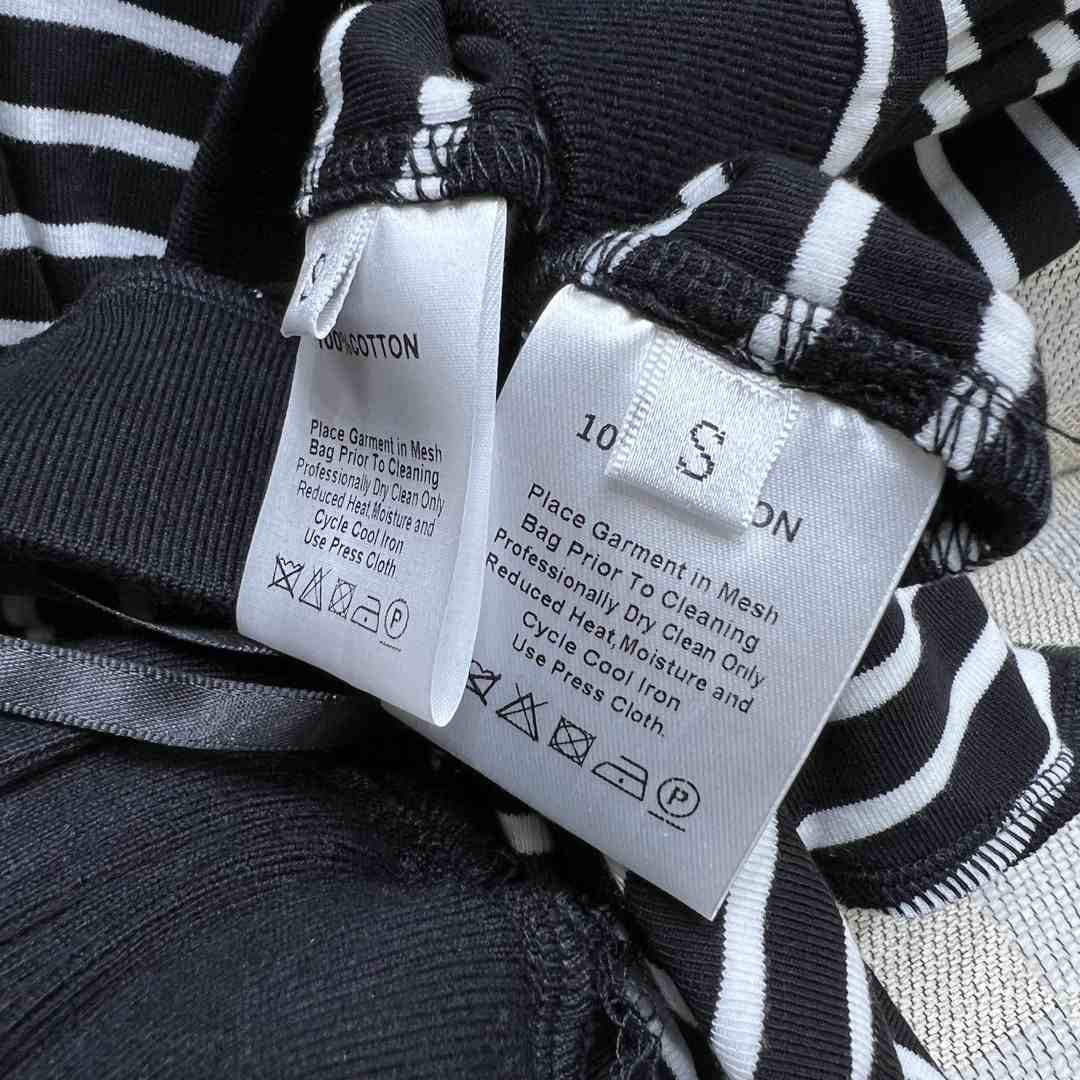 S
100%COTTON
Place Garment in Mesh
Bag Prior To Cleaning
Professionally Dry Clean Only
Reduced Heat,Moisture and
Cycle Cool Iron
Use Press Cloth
P
S
10
ON
Place Garment in Mesh
Bag Prior To Cleaning
Professionally Dry Clean Only
Reduced Heat,Moisture and
Cycle Cool Iron
Use Press Cloth.
P